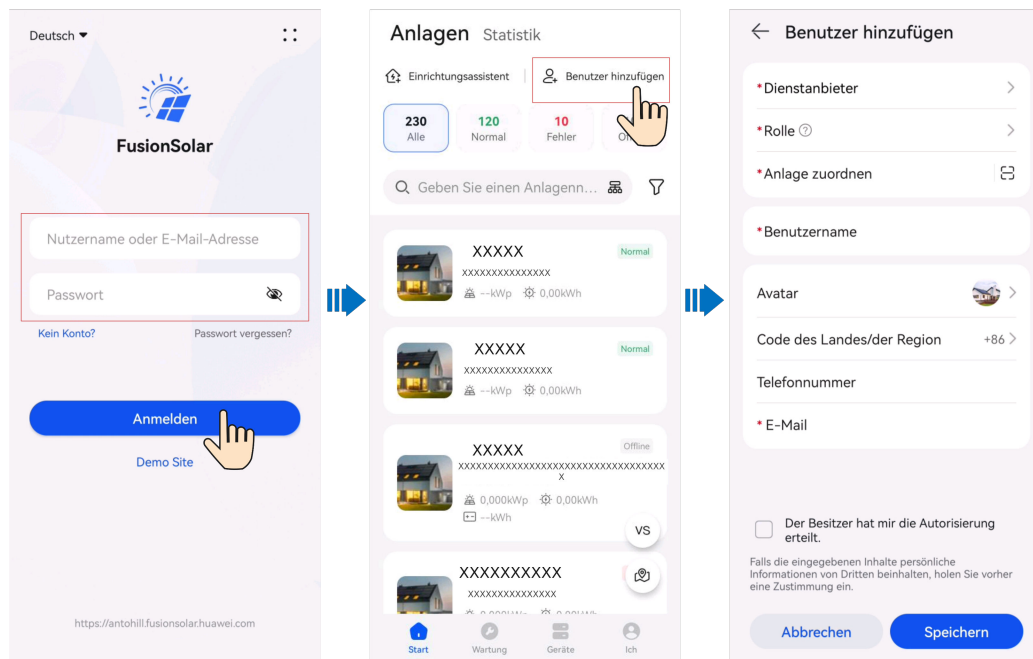 Deutsch
FusionSolar
Nutzername oder E-Mail-Adresse
Passwort
Kein Konto?
Passwort vergessen?
Anmelden
Demo Site
https://antohill.fusionsolar.huawei.com
Anlagen Statistik
Einrichtungsassistent
Benutzer hinzufügen
230
Alle
120
Normal
10
Fehler
Geben Sie einen Anlagenn...
XXXXX
Normal
XXXXXXXXXXXXXXX
--kWp 0,00kWh
XXXXX
Normal
XXXXXXXXXXXXXXX
--kWp 0,00kWh
XXXXX
Offline
XXXXXXXXXXXXXXXXXXXXXXXXXXXXXXXXXXX
X
0,000kWp 0,00kWh
--kWh
VS
XXXXXXXXXX
XXXXXXXXXXXXXXX
Start
Wartung
Geräte
Ich
Benutzer hinzufügen
*Dienstanbieter
*Rolle ?
*Anlage zuordnen
*Benutzername
Avatar
Code des Landes/der Region +86
Telefonnummer
* E-Mail
Der Besitzer hat mir die Autorisierung
erteilt.
Falls die eingegebenen Inhalte persönliche
Informationen von Dritten beinhalten, holen Sie vorher
eine Zustimmung ein.
Abbrechen
Speichern